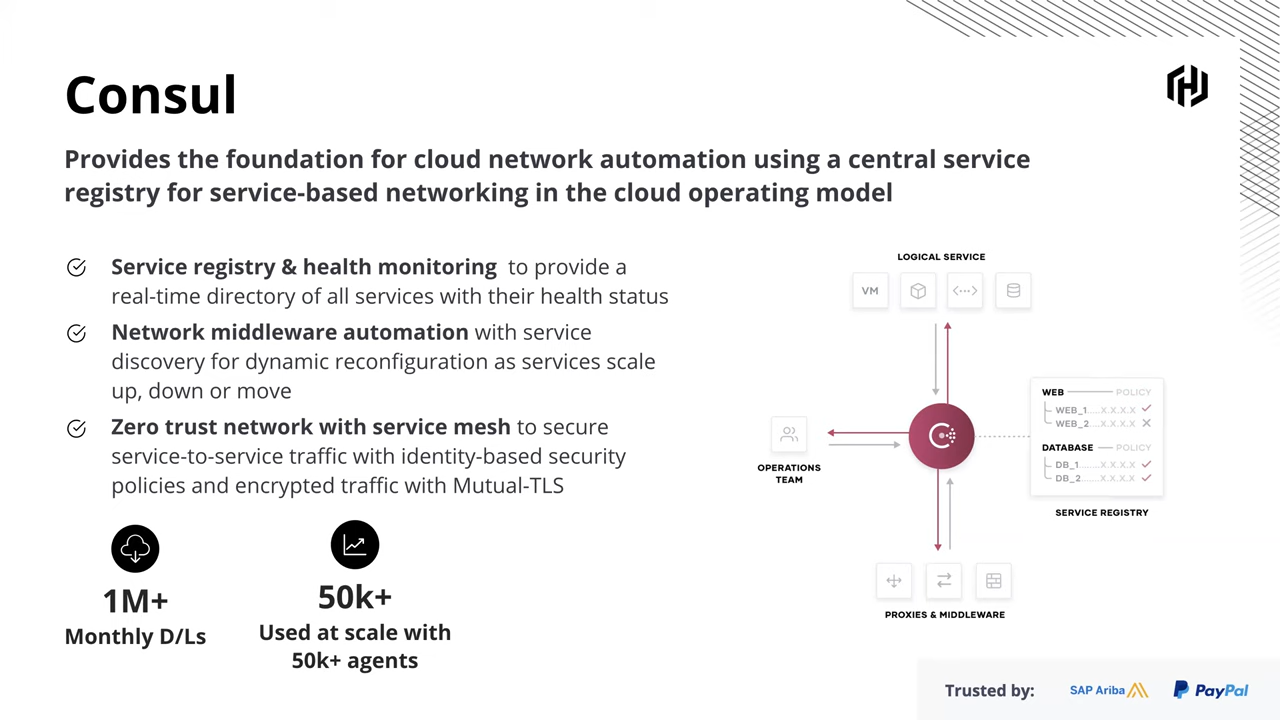 Consul
Provides the foundation for cloud network automation using a central service
registry for service-based networking in the cloud operating model
Service registry & health monitoring to provide a
real-time directory of all services with their health status
Network middleware automation with service
discovery for dynamic reconfiguration as services scale
up, down or move
Zero trust network with service mesh to secure
service-to-service traffic with identity-based security
policies and encrypted traffic with Mutual-TLS
1M+
Monthly D/Ls
50k+
Used at scale with
50k+ agents
LOGICAL SERVICE
VM
OPERATIONS
TEAM
WEB POLICY
WEB_1.....X.X.X.X
WEB_2.....X.X.X.X
DATABASE POLICY
DB_1........X.X.X.X
DB_2.......X.X.X.X
SERVICE REGISTRY
PROXIES & MIDDLEWARE
Trusted by:
SAP Ariba
PayPal